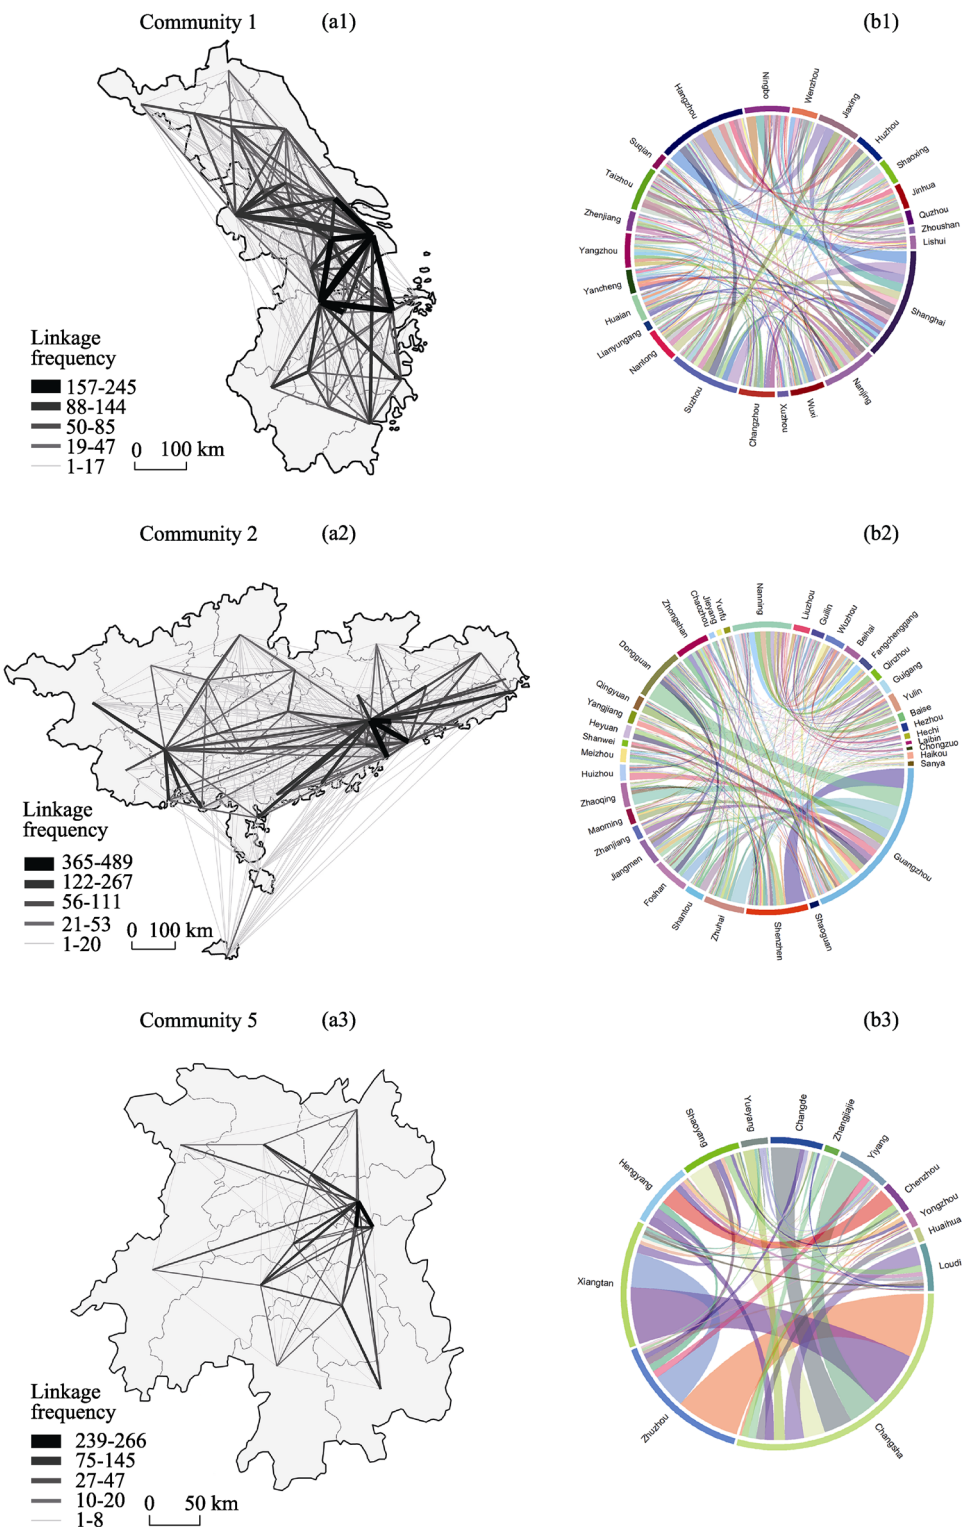 Community 1
(a1)
(b1)
Linkage
frequency
157-245
88-144
50-85
19-47
1-17
0 100 km
Hangzhou
Ningbo
Wenzhou
Jiaxing
Huzhou
Shaoxing
Jinhua
Quzhou
Zhoushan
Lishui
Shanghai
Nanjing
Wuxi
Xuzhou
Changzhou
Suzhou
Nantong
Lianyungang
Huaian
Yancheng
Yangzhou
Zhenjiang
Taizhou
Suqian
Community 2
(a2)
(b2)
Linkage
frequency
365-489
122-267
56-111
21-53
1-20
0 100 km
Nanning
Liuzhou
Guilin
Wuzhou
Beihai
Fangchenggang
Qinzhou
Guigang
Yulin
Baise
Hezhou
Hechi
Laibin
Chongzuo
Haikou
Sanya
Guangzhou
Shaoguan
Shenzhen
Zhuhai
Shantou
Foshan
Jiangmen
Zhanjiang
Maoming
Zhaoqing
Huizhou
Meizhou
Shanwei
Heyuan
Yangjiang
Qingyuan
Dongguan
Zhongshan
Chaozhou
Jieyang
Yunfu
Community 5
(a3)
(b3)
Linkage
frequency
239-266
75-145
27-47
10-20
1-8
0 50 km
Shaoyang
Yueyang
Changde
Zhangjiajie
Yiyang
Chenzhou
Yongzhou
Huaihua
Loudi
Changsha
Zhuzhou
Xiangtan
Hengyang